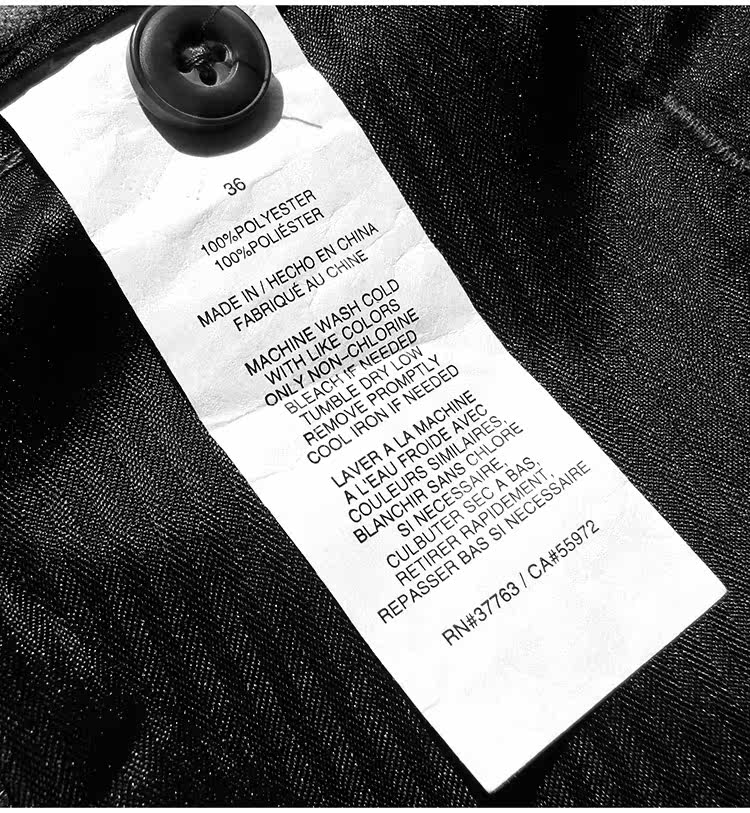 36
100%POLYESTER
100%POLIÉSTER
MADE IN / HECHO EN CHINA
FABRIQUÉ AU CHINE
MACHINE WASH COLD
WITH LIKE COLORS
ONLY NON-CHLORINE
BLEACH IF NEEDED
TUMBLE DRY LOW
REMOVE PROMPTLY
COOL IRON IF NEEDED
LAVER A LA MACHINE
A L'EAU FROIDE AVEC
COULEURS SIMILAIRES,
BLANCHIR SANS CHLORE
SI NECESSAIRE,
CULBUTER SEC A BAS,
RETIRER RAPIDEMENT,
REPASSER BAS SI NECESSAIRE
RN#37763 / CA#55972